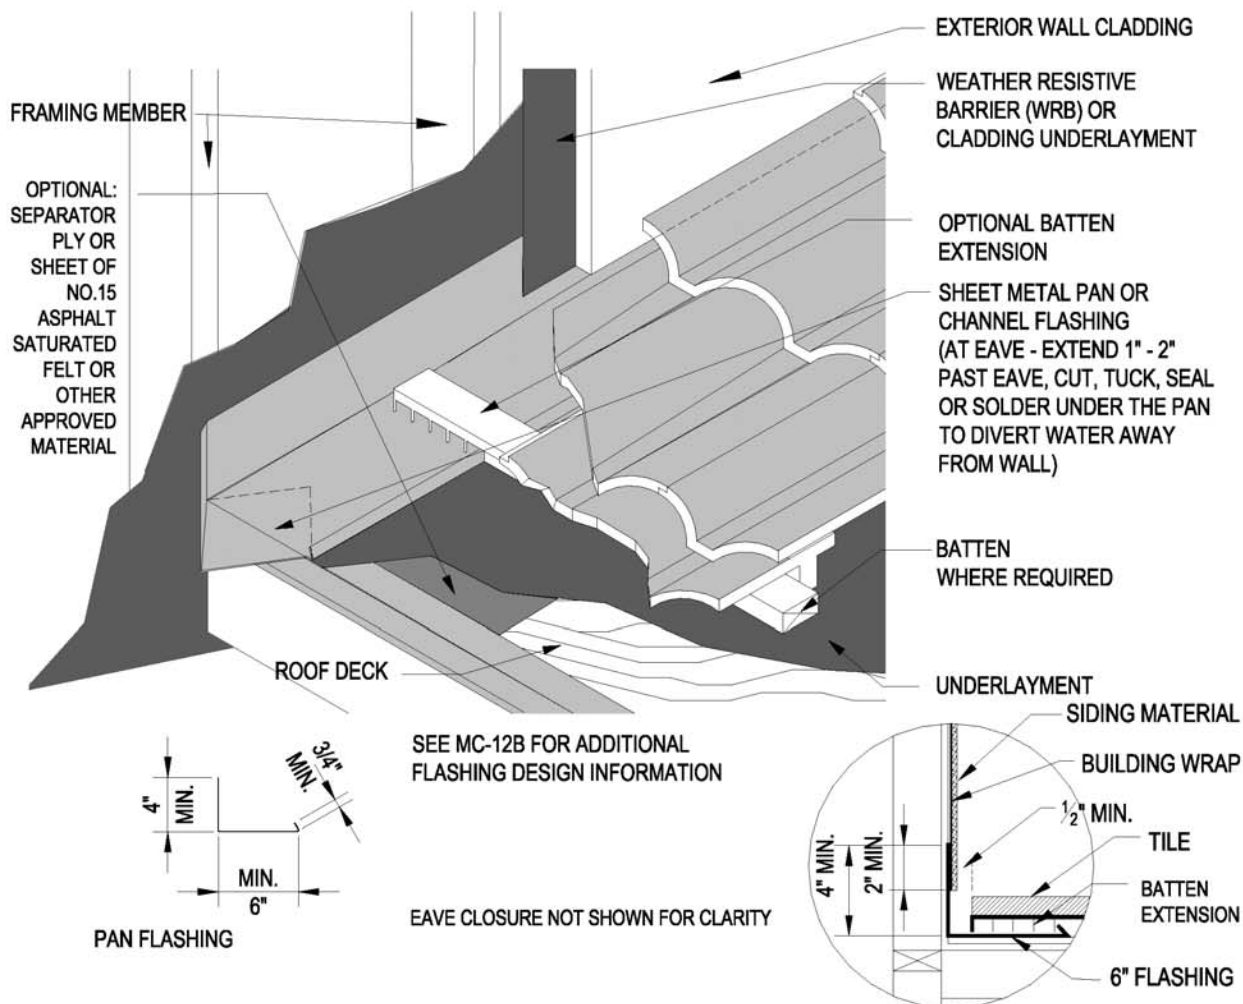 EXTERIOR WALL CLADDING
WEATHER RESISTIVE
BARRIER (WRB) OR
CLADDING UNDERLAYMENT
FRAMING MEMBER
OPTIONAL:
SEPARATOR
PLY OR
SHEET OF
NO.15
ASPHALT
SATURATED
FELT OR
OTHER
APPROVED
MATERIAL
OPTIONAL BATTEN
EXTENSION
SHEET METAL PAN OR
CHANNEL FLASHING
(AT EAVE - EXTEND 1" - 2"
PAST EAVE, CUT, TUCK, SEAL
OR SOLDER UNDER THE PAN
TO DIVERT WATER AWAY
FROM WALL)
BATTEN
WHERE REQUIRED
ROOF DECK
UNDERLAYMENT
SEE MC-12B FOR ADDITIONAL
FLASHING DESIGN INFORMATION
4"
MIN.
3/4"
MIN.
MIN.
6"
PAN FLASHING
EAVE CLOSURE NOT SHOWN FOR CLARITY
SIDING MATERIAL
BUILDING WRAP
1/2" MIN.
TILE
BATTEN
EXTENSION
6" FLASHING
4" MIN.
2" MIN.